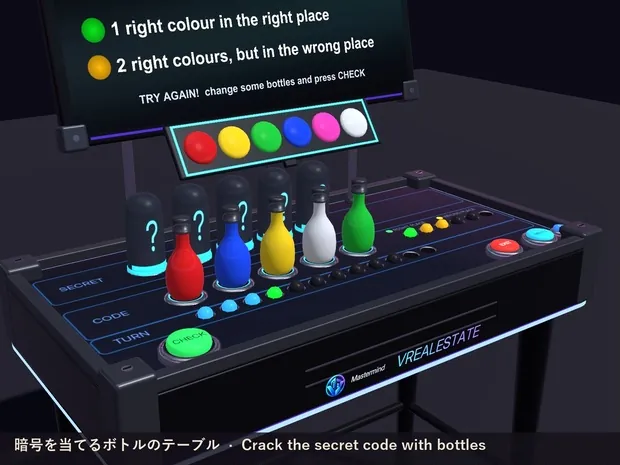 1 right colour in the right place
2 right colours, but in the wrong place
TRY AGAIN! change some bottles and press CHECK
? ? ? ?
SECRET
CODE
TURN
CHECK
Mastermind VREALESTATE
暗号を当てるボトルのテーブル · Crack the secret code with bottles